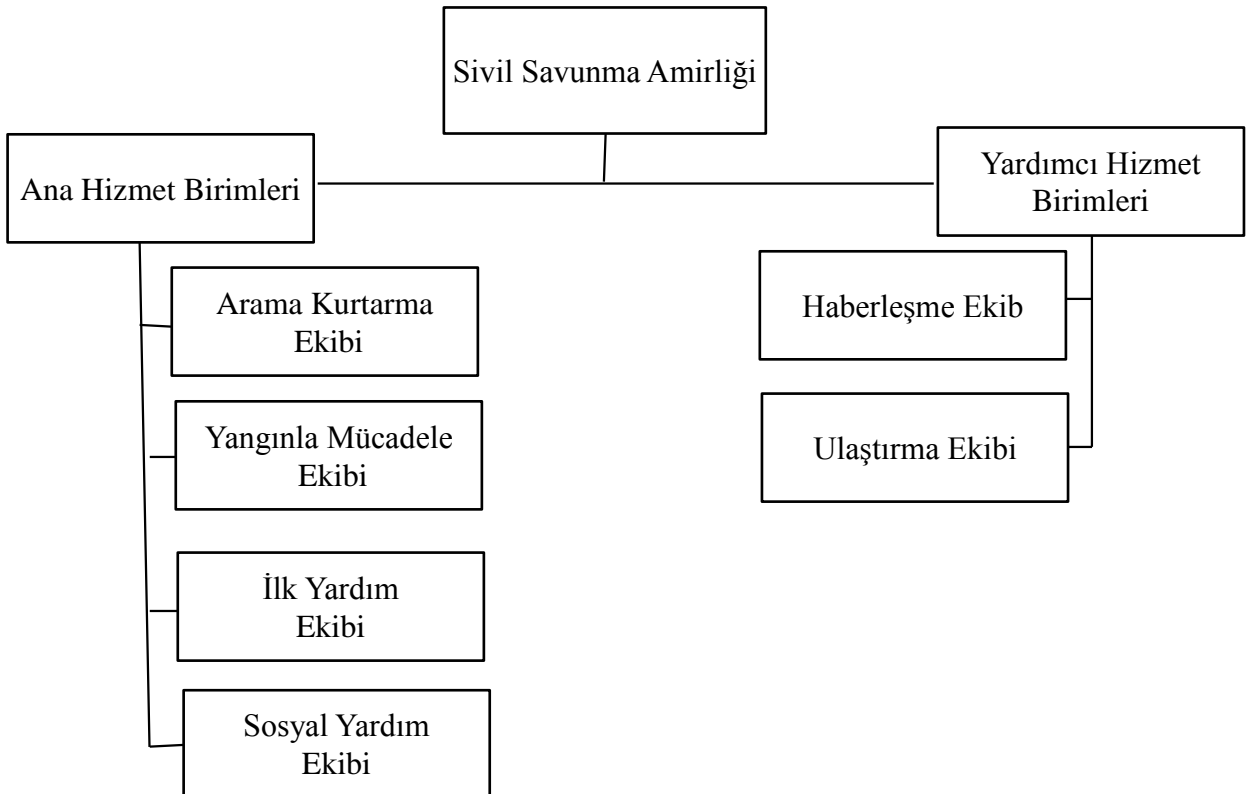 Sivil Savunma Amirliği
Ana Hizmet Birimleri
Yardımcı Hizmet
Birimleri
Arama Kurtarma
Ekibi
Yangınla Mücadele
Ekibi
İlk Yardım
Ekibi
Sosyal Yardım
Ekibi
Haberleşme Ekib
Ulaştırma Ekibi